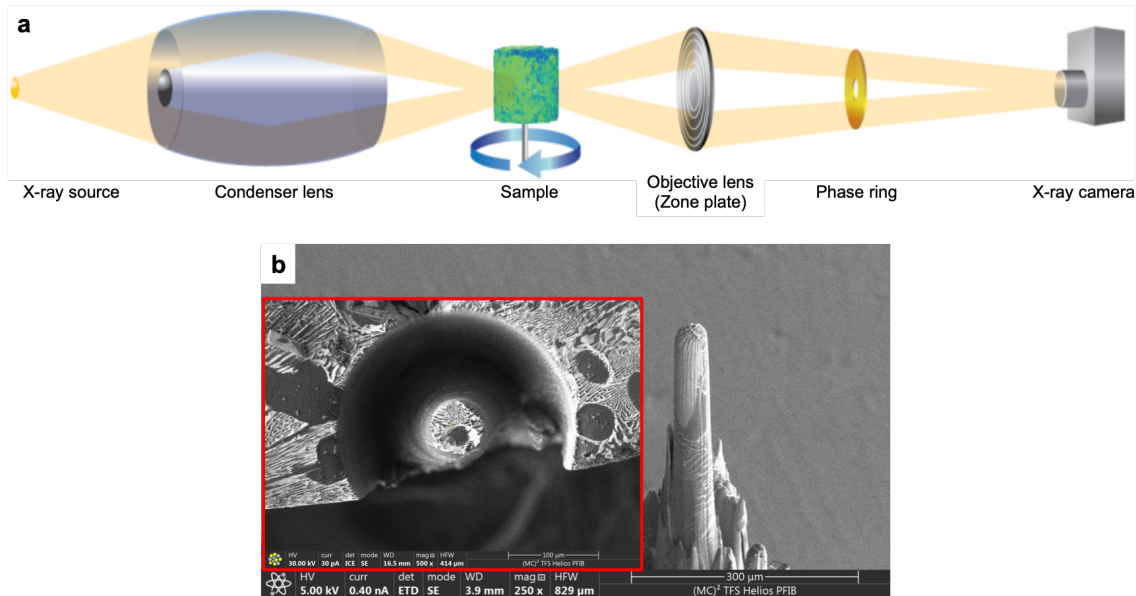 a
X-ray source
Condenser lens
Sample
Objective lens
(Zone plate)
Phase ring
X-ray camera
b
HV curr det mode WD mag HFW 100 µm
30.00 kV 30 pA ICE SE 16.5 mm 500 x 414 µm (MC)² TFS Helios PFIB
HV curr det mode WD mag HFW 300 µm
5.00 kV 0.40 nA ETD SE 3.9 mm 250 x 829 µm (MC)² TFS Helios PFIB